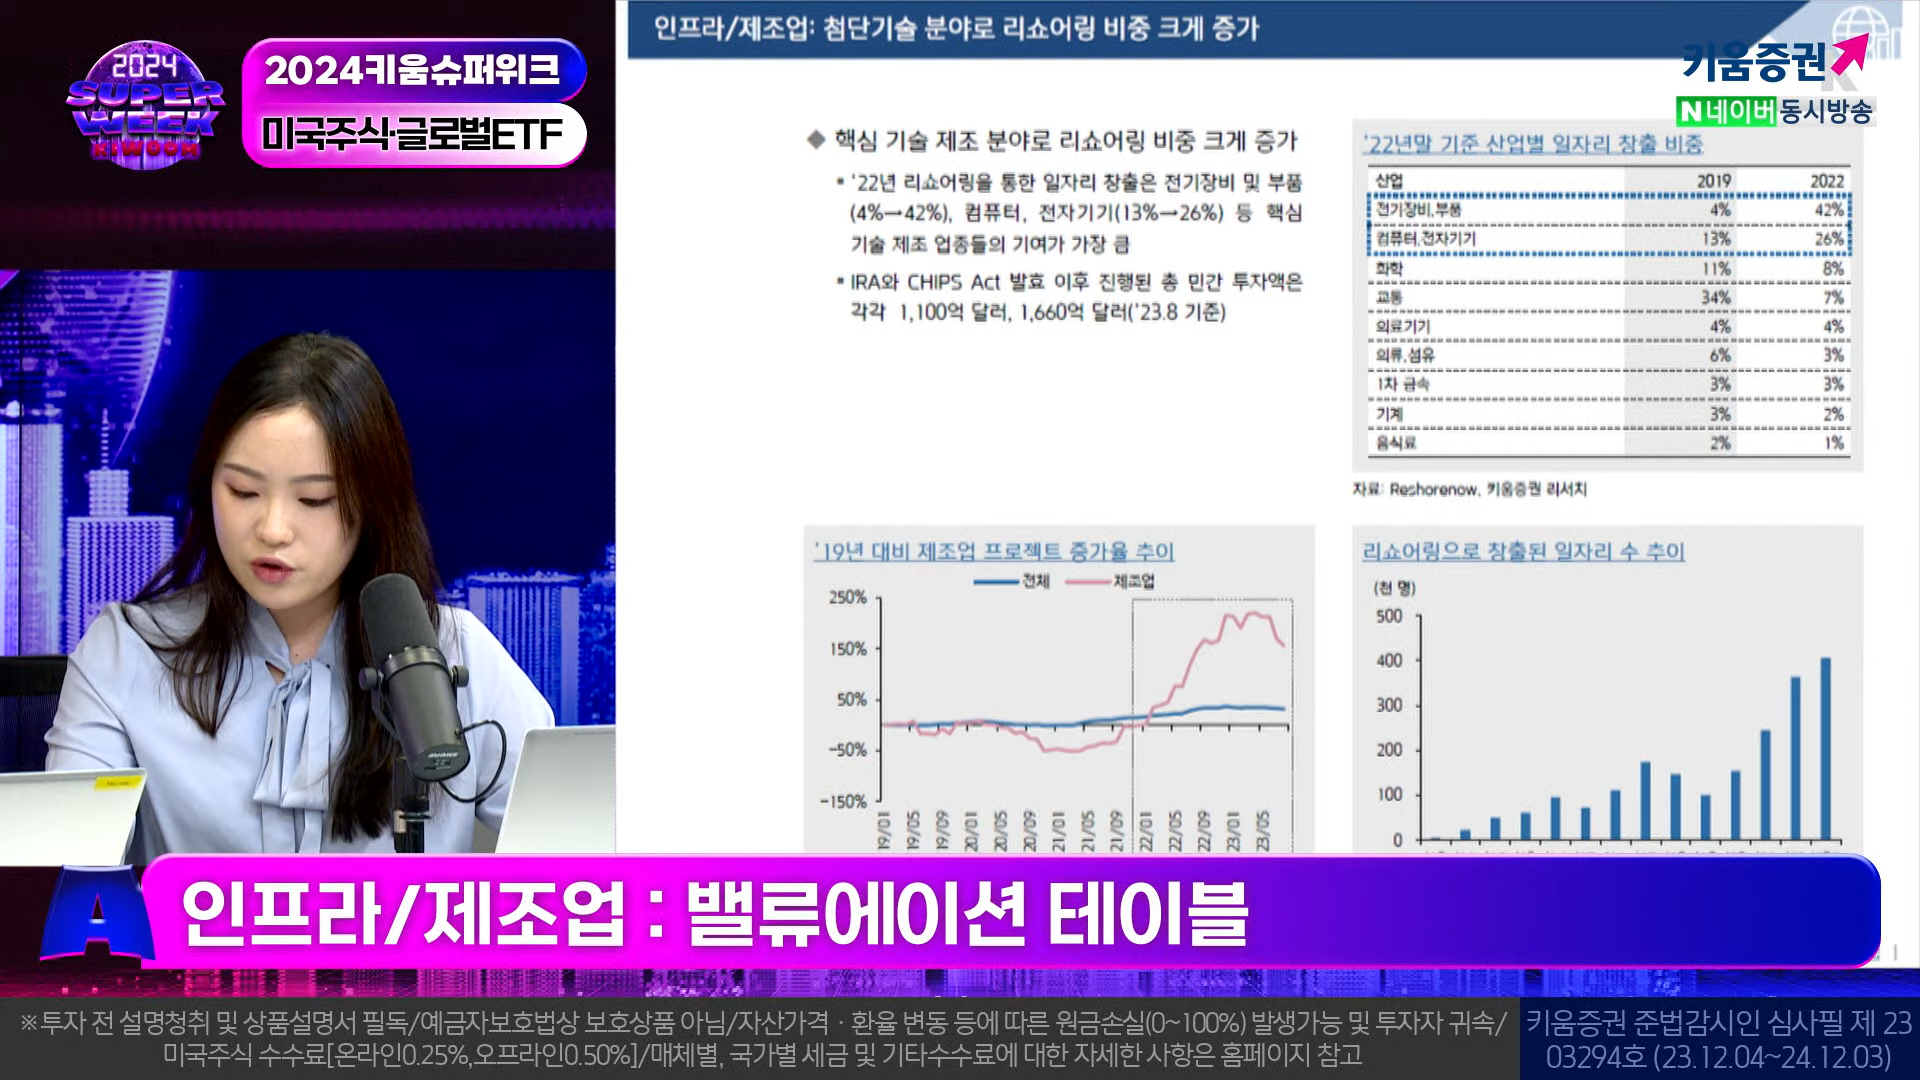 2024
SUPER
WEEK
KIWOOM
2024키움슈퍼위크
미국주식·글로벌ETF
인프라/제조업: 첨단기술 분야로 리쇼어링 비중 크게 증가
키움증권
N 네이버 동시방송
◆ 핵심 기술 제조 분야로 리쇼어링 비중 크게 증가
▪ '22년 리쇼어링을 통한 일자리 창출은 전기장비 및 부품
(4%→42%), 컴퓨터, 전자기기(13%→26%) 등 핵심
기술 제조 업종들의 기여가 가장 큼
▪ IRA와 CHIPS Act 발효 이후 진행된 총 민간 투자액은
각각 1,100억 달러, 1,660억 달러('23.8 기준)
'22년말 기준 산업별 일자리 창출 비중
산업 2019 2022
전기장비,부품 4% 42%
컴퓨터,전자기기 13% 26%
화학 11% 8%
교통 34% 7%
의료기기 4% 4%
의류,섬유 6% 3%
1차 금속 3% 3%
기계 3% 2%
음식료 2% 1%
자료: Reshorenow, 키움증권 리서치
'19년 대비 제조업 프로젝트 증가율 추이
전체 제조업
250%
150%
50%
-50%
-150%
19/01 19/05 19/09 20/01 20/05 20/09 21/01 21/05 21/09 22/01 22/05 22/09 23/01 23/05
리쇼어링으로 창출된 일자리 수 추이
(천 명)
500
400
300
200
100
0
A
인프라/제조업 : 밸류에이션 테이블
※투자 전 설명청취 및 상품설명서 필독/예금자보호법상 보호상품 아님/자산가격 · 환율 변동 등에 따른 원금손실(0~100%) 발생가능 및 투자자 귀속/
미국주식 수수료[온라인0.25%,오프라인0.50%]/매체별, 국가별 세금 및 기타수수료에 대한 자세한 사항은 홈페이지 참고
키움증권 준법감시인 심사필 제 23
03294호 (23.12.04~24.12.03)